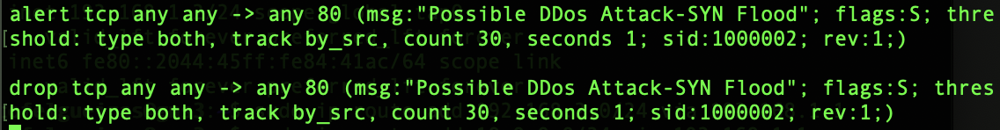 alert tcp any any -> any 80 (msg:"Possible DDos Attack-SYN Flood"; flags:S; thre
[shold: type both, track by_src, count 30, seconds 1; sid:1000002; rev:1;)
inet6 fe80::2044:45ff:fe84:41ac/64 scope link
drop tcp any any -> any 80 (msg:"Possible DDos Attack-SYN Flood"; flags:S; thres
[hold: type both, track by_src, count 30, seconds 1; sid:1000002; rev:1;)